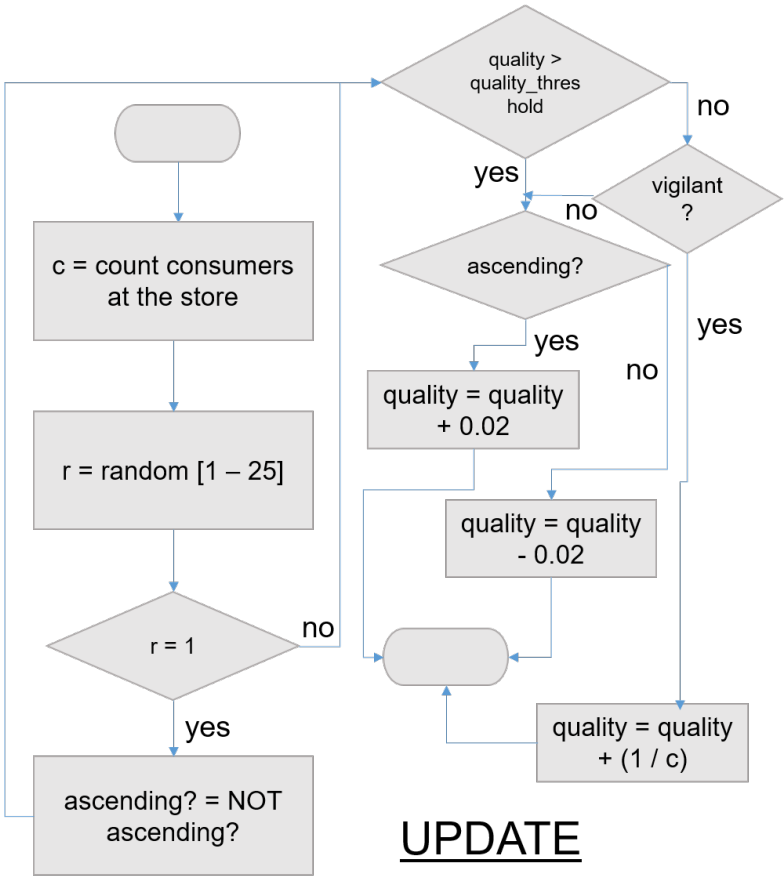 quality >
quality_thres
hold
no
yes
vigilant
?
no
c = count consumers
at the store
ascending?
yes
yes
no
quality = quality
+ 0.02
r = random [1 – 25]
quality = quality
- 0.02
no
r = 1
yes
quality = quality
+ (1 / c)
ascending? = NOT
ascending?
UPDATE